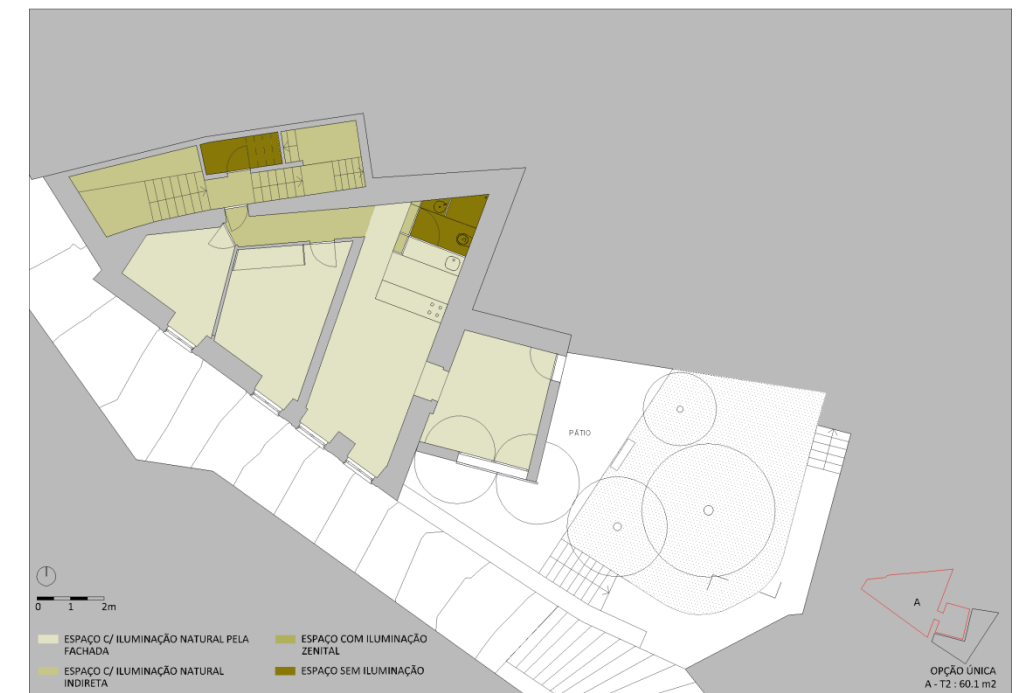 PÁTIO
A
0 1 2m
ESPAÇO C/ ILUMINAÇÃO NATURAL PELA
FACHADA
ESPAÇO COM ILUMINAÇÃO
ZENITAL
ESPAÇO C/ ILUMINAÇÃO NATURAL
INDIRETA
ESPAÇO SEM ILUMINAÇÃO
OPÇÃO ÚNICA
A - T2 : 60.1 m2